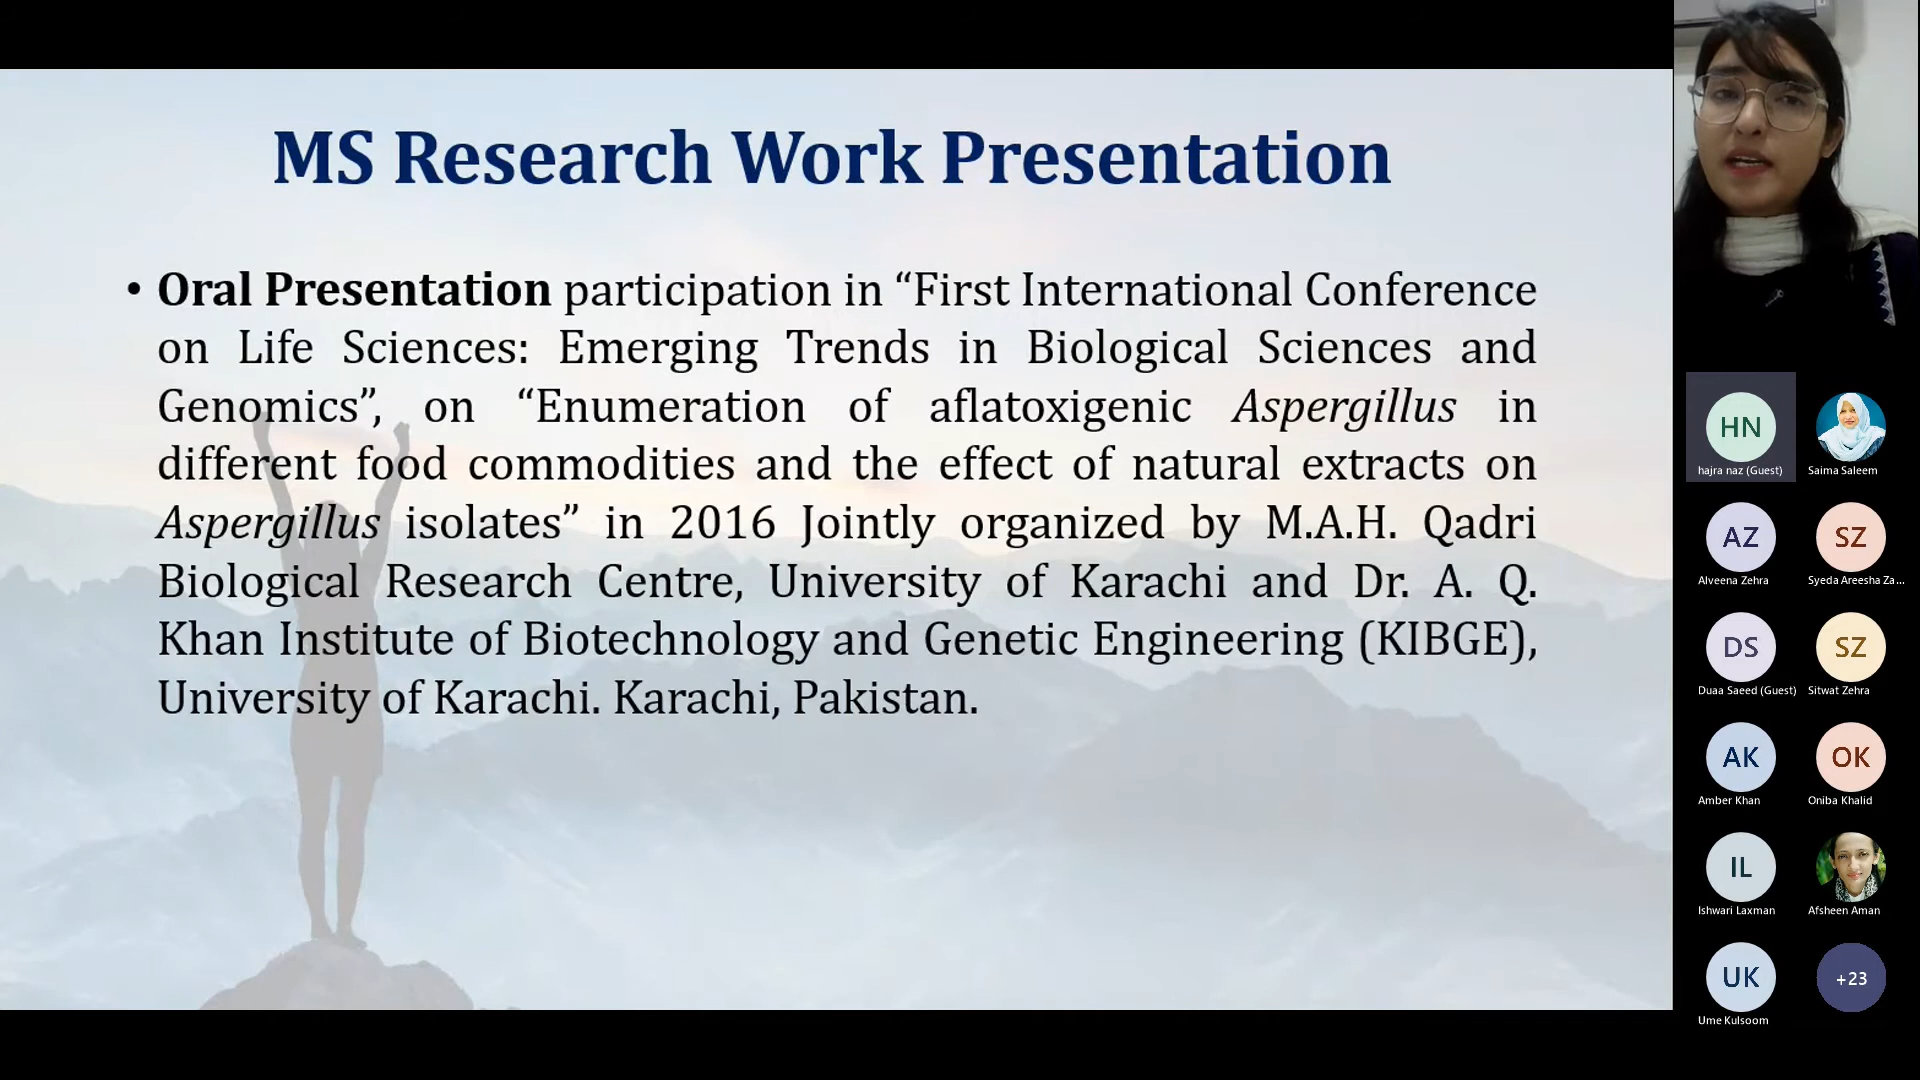 MS Research Work Presentation
• Oral Presentation participation in “First International Conference
on Life Sciences: Emerging Trends in Biological Sciences and
Genomics”, on “Enumeration of aflatoxigenic Aspergillus in
different food commodities and the effect of natural extracts on
Aspergillus isolates” in 2016 Jointly organized by M.A.H. Qadri
Biological Research Centre, University of Karachi and Dr. A. Q.
Khan Institute of Biotechnology and Genetic Engineering (KIBGE),
University of Karachi. Karachi, Pakistan.
HN
hajra naz (Guest)
Saima Saleem
AZ
Alveena Zehra
SZ
Syeda Areesha Za...
DS
Duaa Saeed (Guest)
SZ
Sitwat Zehra
AK
Amber Khan
OK
Oniba Khalid
IL
Ishwari Laxman
Afsheen Aman
UK
Ume Kulsoom
+23